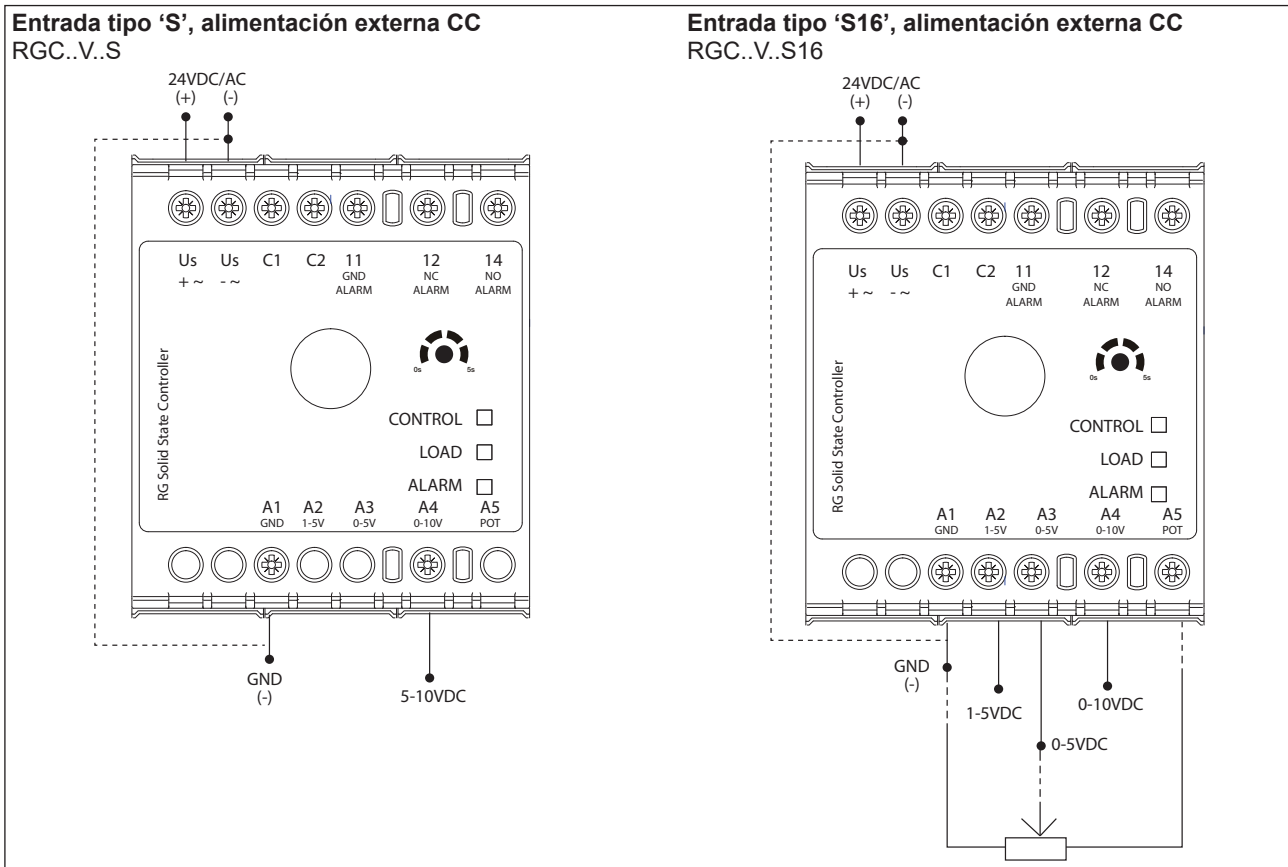 Entrada tipo ‘S’, alimentación externa CC
RGC..V..S
24VDC/AC
(+) (-)
Us Us C1 C2 11 12 14
+ ~ - ~ GND NC NO
ALARM ALARM ALARM
0s 5s
RG Solid State Controller
CONTROL
LOAD
ALARM
A1 A2 A3 A4 A5
GND 1-5V 0-5V 0-10V POT
GND
(-)
5-10VDC
Entrada tipo ‘S16’, alimentación externa CC
RGC..V..S16
24VDC/AC
(+) (-)
Us Us C1 C2 11 12 14
+ ~ - ~ GND NC NO
ALARM ALARM ALARM
0s 5s
RG Solid State Controller
CONTROL
LOAD
ALARM
A1 A2 A3 A4 A5
GND 1-5V 0-5V 0-10V POT
GND
(-)
1-5VDC
0-10VDC
0-5VDC